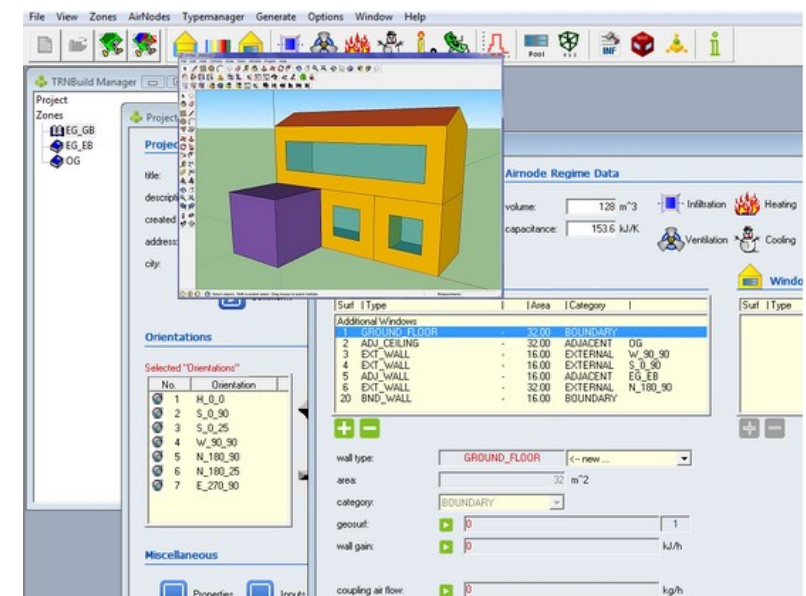 File View Zones AirNodes Typemanager Generate Options Window Help
Pool
x y z
INF
TRNBuild Manager
Project
Zones
EG_GB
EG_EB
OG
Project
Projec
title:
descripti
created
address:
city:
Airnode Regime Data
volume: 128 m^3
capacitance: 153.6 kJ/K
Infiltration Heating
Ventilation Cooling
Windo
Surf Type Area Category
Additional Windows
1 GROUND_FLOOR - 32.00 BOUNDARY
2 ADJ_CEILING - 32.00 ADJACENT OG
3 EXT_WALL - 16.00 EXTERNAL W_90_90
4 EXT_WALL - 16.00 EXTERNAL S_0_90
5 ADJ_WALL - 16.00 ADJACENT EG_EB
6 EXT_WALL - 32.00 EXTERNAL N_180_90
20 BND_WALL - 16.00 BOUNDARY
Surf Type
Orientations
Selected "Orientations"
No. Orientation
1 H_0_0
2 S_0_90
3 S_0_25
4 W_90_90
5 N_180_90
6 N_180_25
7 E_270_90
wall type: GROUND_FLOOR <-- new ...
area: 32 m^2
category: BOUNDARY
geosurf: 0 1
wall gain: 0 kJ/h
coupling air flow: 0 kg/h
Miscellaneous
Properties Inputs